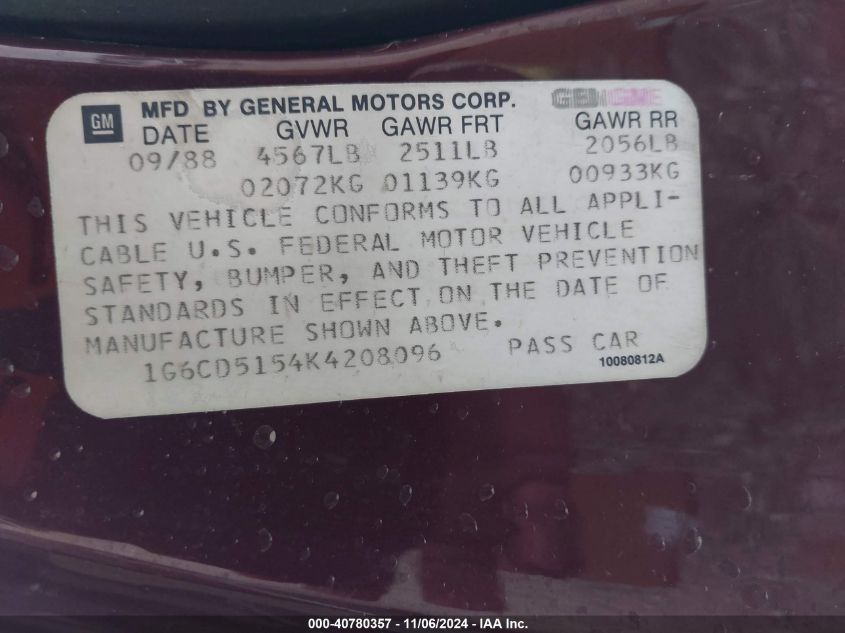 GM MFD BY GENERAL MOTORS CORP.
DATE GVWR GAWR FRT GAWR RR
09/88 4567LB 2511LB 2056LB
02072KG 01139KG 00933KG
THIS VEHICLE CONFORMS TO ALL APPLI-
CABLE U.S. FEDERAL MOTOR VEHICLE
SAFETY, BUMPER, AND THEFT PREVENTION
STANDARDS IN EFFECT ON THE DATE OF
MANUFACTURE SHOWN ABOVE.
1G6CD5154K4208096 PASS CAR
10080812A
000-40780357 - 11/06/2024 - IAA Inc.